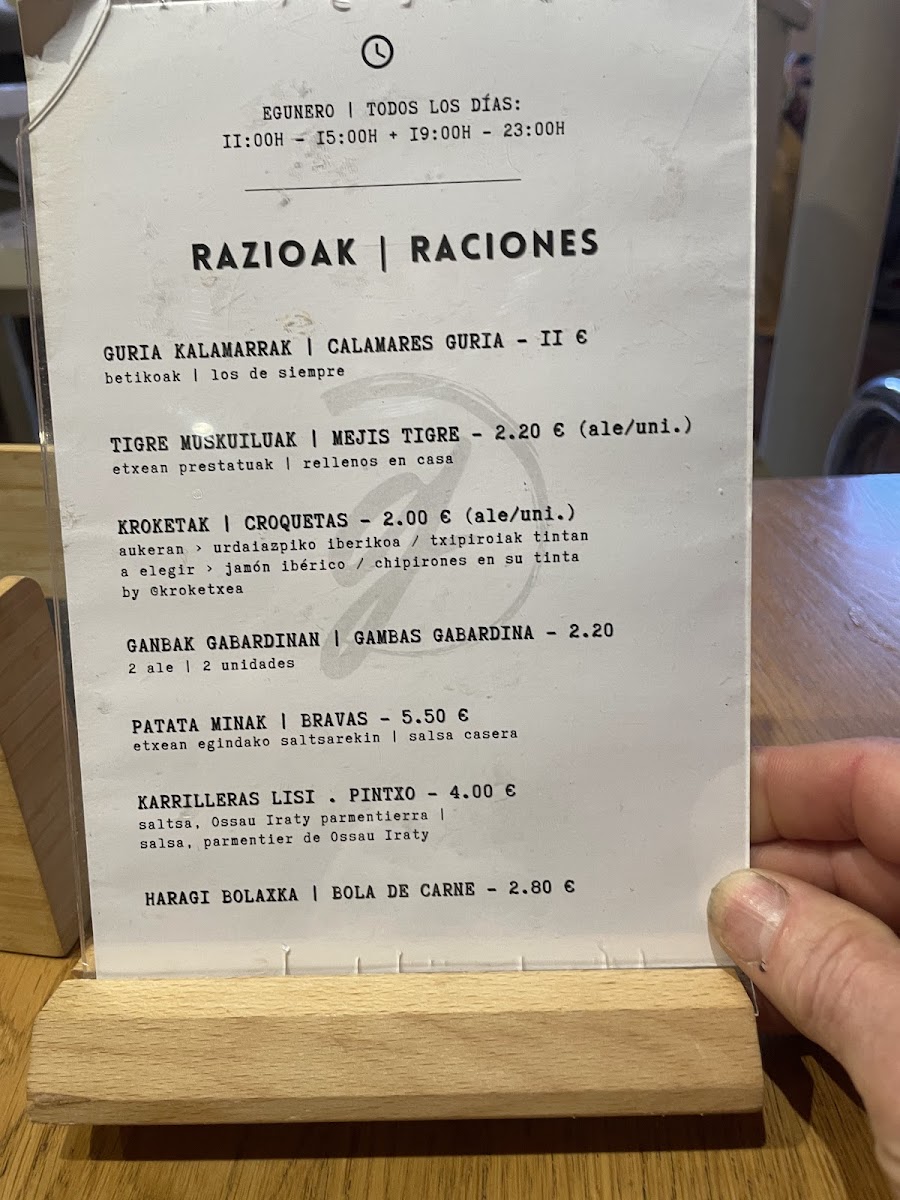 EGUNERO | TODOS LOS DÍAS:
11:00H - 15:00H + 19:00H - 23:00H
RAZIOAK | RACIONES
GURIA KALAMARRAK | CALAMARES GURIA - 11 €
betikoak | los de siempre
TIGRE MUSKUILUAK | MEJIS TIGRE - 2.20 € (ale/uni.)
etxean prestatuak | rellenos en casa
KROKETAK | CROQUETAS - 2.00 € (ale/uni.)
aukeran > urdaiazpiko iberikoa / txipiroiak tintan
a elegir > jamón ibérico / chipirones en su tinta
by @kroketxea
GANBAK GABARDINAN | GAMBAS GABARDINA - 2.20
2 ale | 2 unidades
PATATA MINAK | BRAVAS - 5.50 €
etxean egindako saltsarekin | salsa casera
KARRILLERAS LISI . PINTXO - 4.00 €
saltsa, Ossau Iraty parmentierra |
salsa, parmentier de Ossau Iraty
HARAGI BOLAXKA | BOLA DE CARNE - 2.80 €